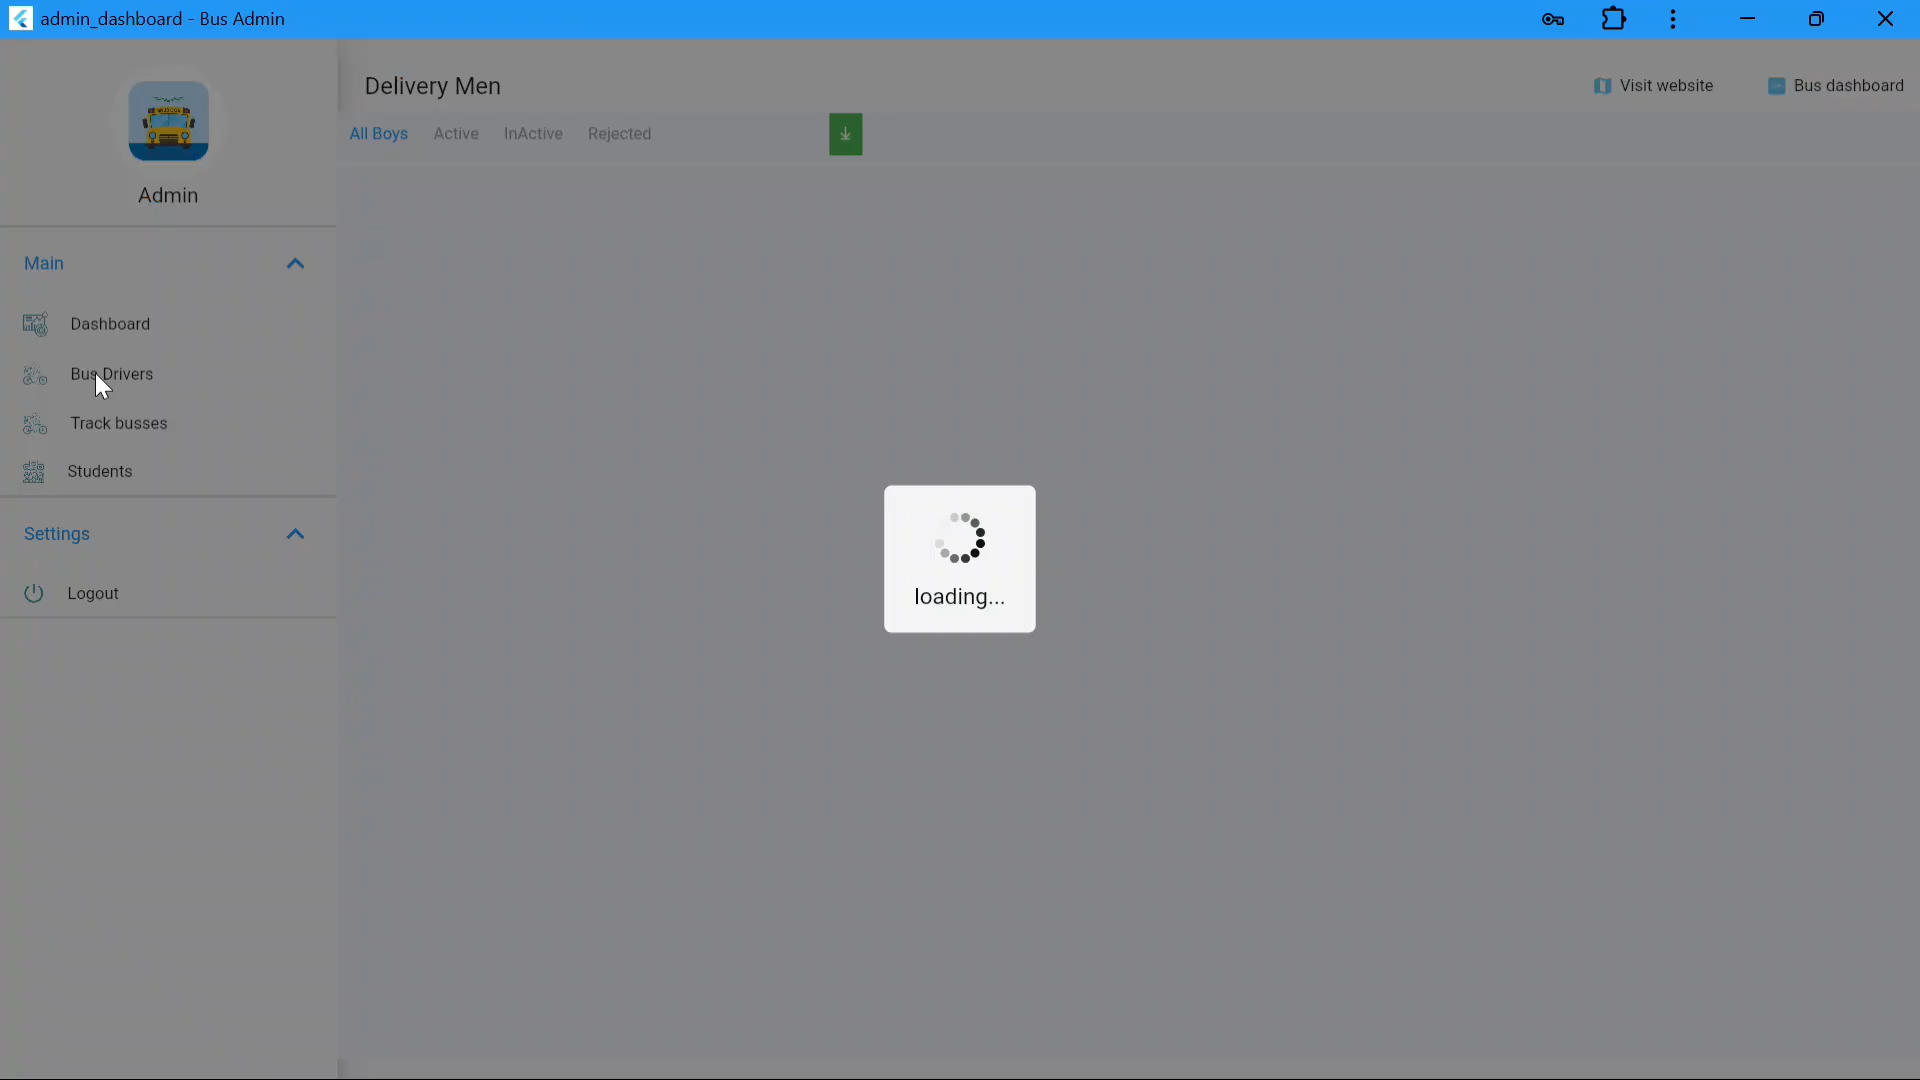 admin_dashboard - Bus Admin
Admin
Main
Dashboard
Bus Drivers
Track busses
Students
Settings
Logout
Delivery Men
Visit website
Bus dashboard
All Boys
Active
InActive
Rejected
loading...